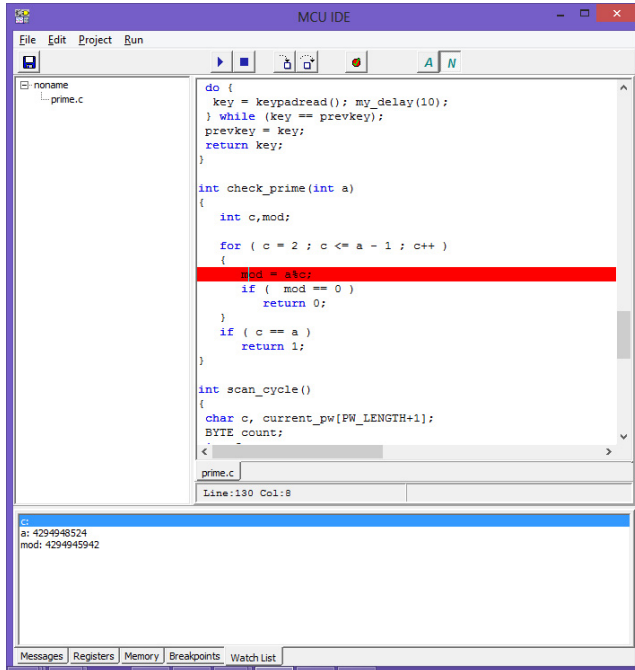 MCU IDE
File Edit Project Run
A N
noname
prime.c
do {
key = keypadread(); my_delay(10);
} while (key == prevkey);
prevkey = key;
return key;
}
int check_prime(int a)
{
int c,mod;
for ( c = 2 ; c <= a - 1 ; c++ )
{
mod = a%c;
if ( mod == 0 )
return 0;
}
if ( c == a )
return 1;
}
int scan_cycle()
{
char c, current_pw[PW_LENGTH+1];
BYTE count;
prime.c
Line:130 Col:8
c:
a: 4294948524
mod: 4294945942
Messages Registers Memory Breakpoints Watch List